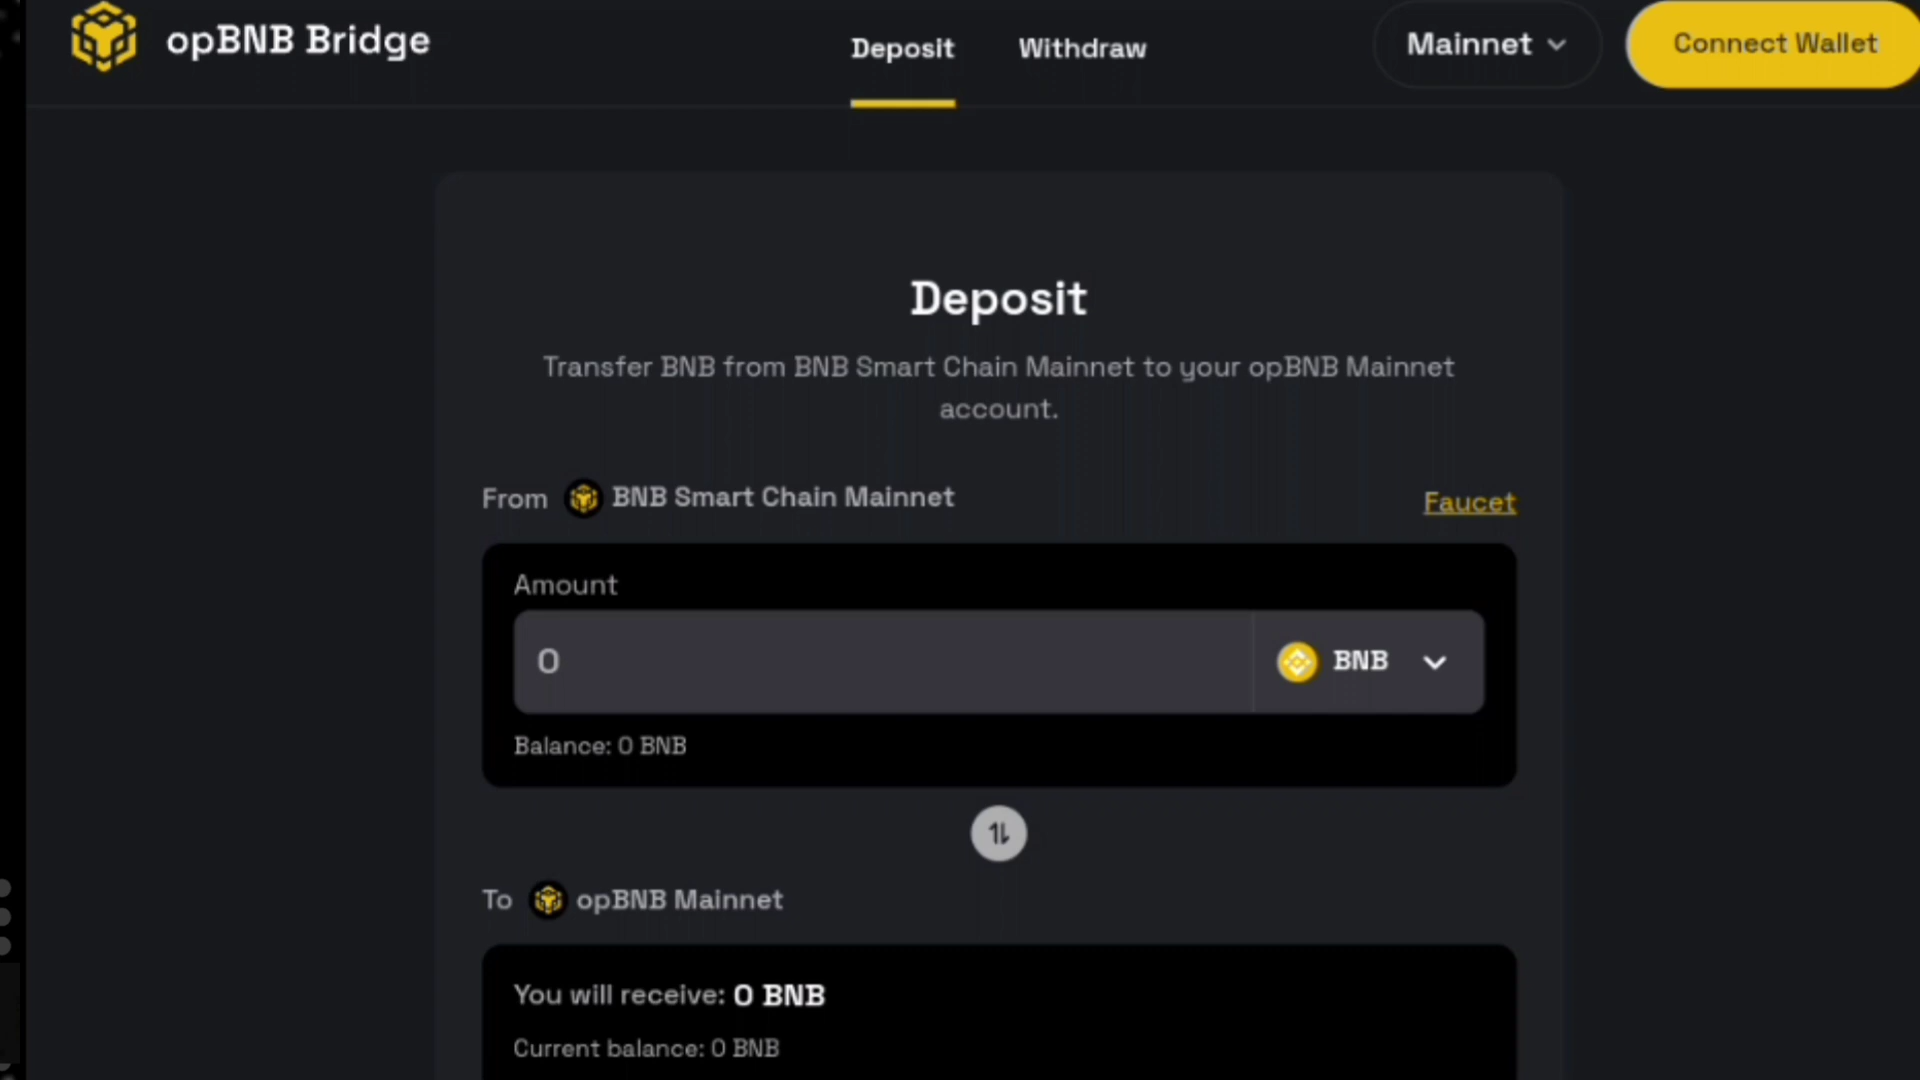 opBNB Bridge
Deposit
Withdraw
Mainnet
Connect Wallet
Deposit
Transfer BNB from BNB Smart Chain Mainnet to your opBNB Mainnet
account.
From BNB Smart Chain Mainnet
Faucet
Amount
0
BNB
Balance: 0 BNB
To opBNB Mainnet
You will receive: 0 BNB
Current balance: 0 BNB